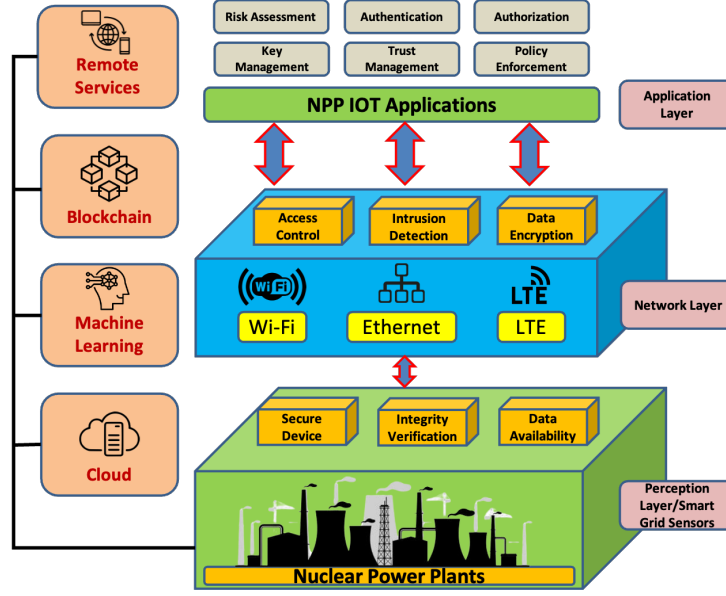 Remote
Services
Blockchain
Machine
Learning
Cloud
Risk Assessment
Authentication
Authorization
Key
Management
Trust
Management
Policy
Enforcement
NPP IOT Applications
Application
Layer
Access
Control
Intrusion
Detection
Data
Encryption
Wi Fi
LTE
Wi-Fi
Ethernet
LTE
Network Layer
Secure
Device
Integrity
Verification
Data
Availability
Perception
Layer/Smart
Grid Sensors
Nuclear Power Plants